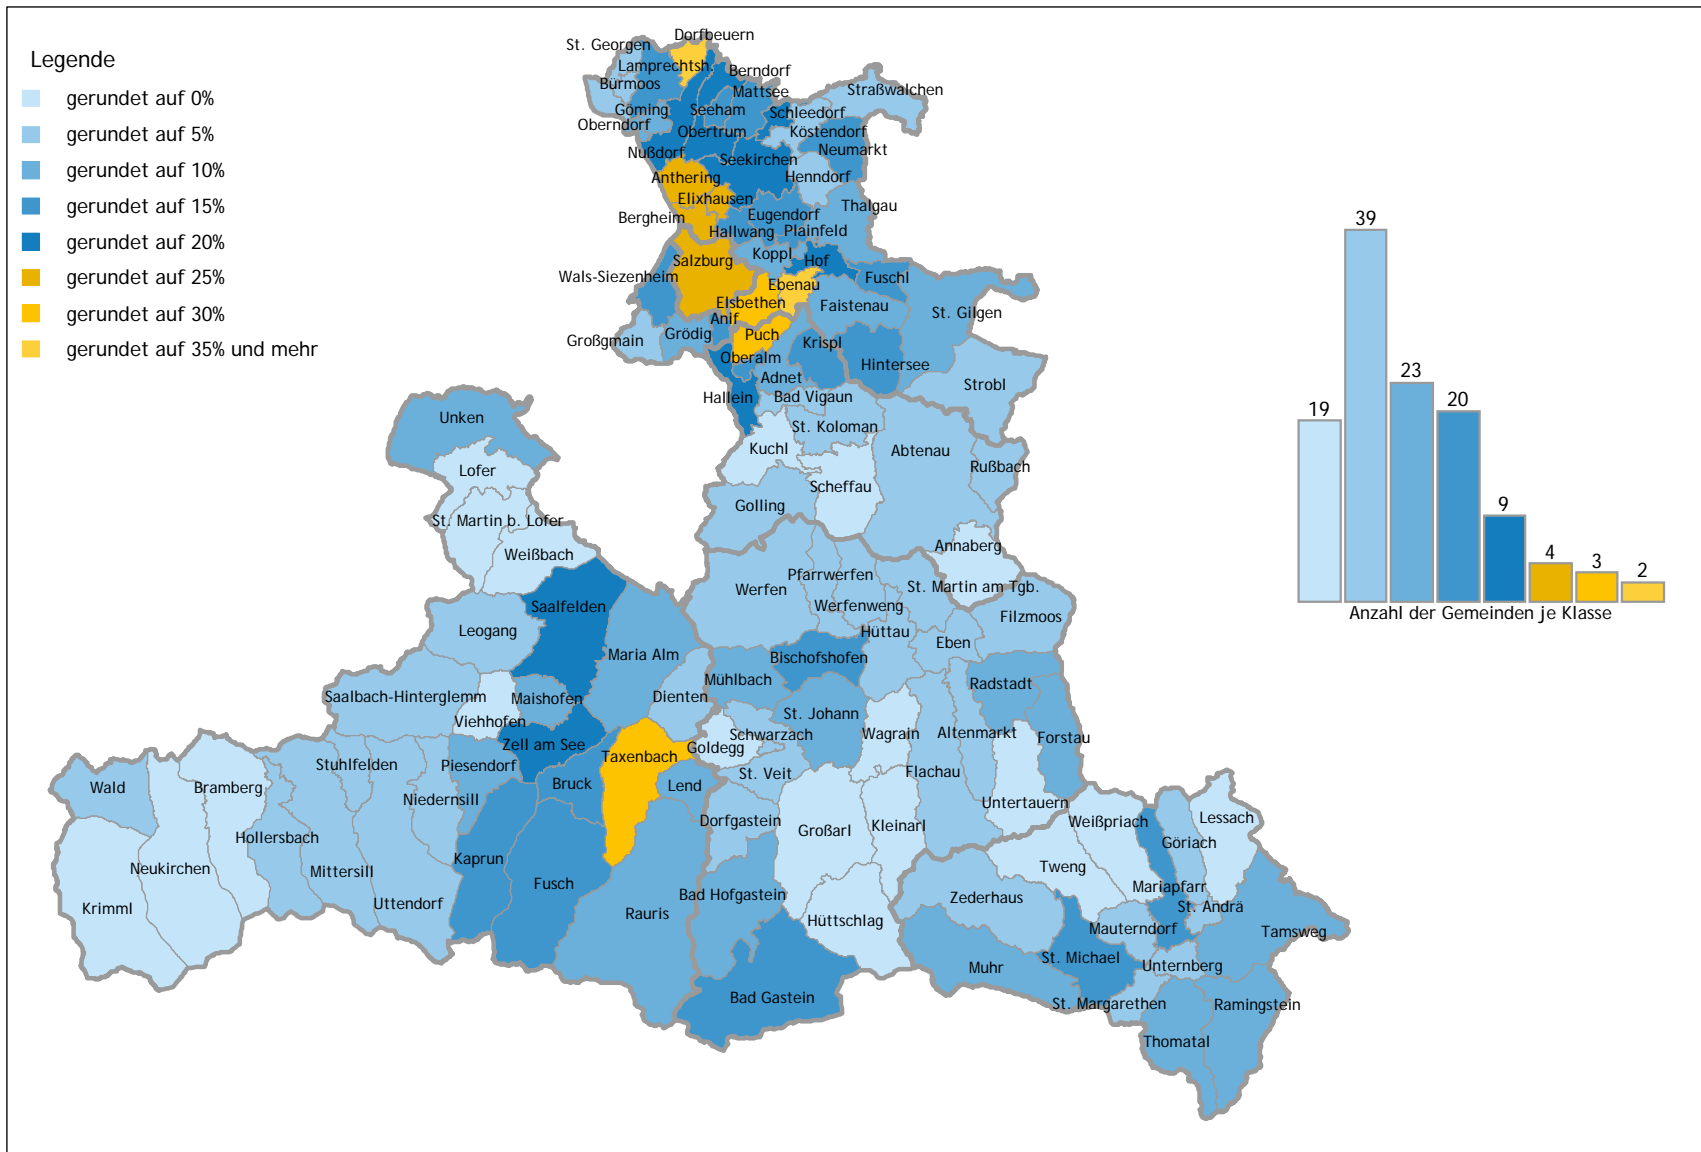 Legende
gerundet auf 0%
gerundet auf 5%
gerundet auf 10%
gerundet auf 15%
gerundet auf 20%
gerundet auf 25%
gerundet auf 30%
gerundet auf 35% und mehr
Dorfbeuern
St. Georgen
Lamprechtsh.
Berndorf
Bürmoos
Mattsee
Straßwalchen
Göming
Seeham
Schleedorf
Oberndorf
Obertrum
Köstendorf
Nußdorf
Seekirchen
Neumarkt
Anthering
Henndorf
Elixhausen
Thalgau
Bergheim
Eugendorf
Hallwang
Plainfeld
Salzburg
Koppl
Hof
Wals-Siezenheim
Ebenau
Fuschl
Elsbethen
Faistenau
St. Gilgen
Anif
Großgmain
Grödig
Puch
Krispl
Oberalm
Hintersee
Adnet
Strobl
Hallein
Bad Vigaun
Unken
St. Koloman
Kuchl
Abtenau
Lofer
Rußbach
Scheffau
Golling
St. Martin b. Lofer
Annaberg
Weißbach
Pfarrwerfen
Werfen
St. Martin am Tgb.
Saalfelden
Werfenweng
Filzmoos
Leogang
Hüttau
Eben
Maria Alm
Bischofshofen
Mühlbach
Radstadt
Saalbach-Hinterglemm
Maishofen
Dienten
St. Johann
Viehhofen
Schwarzach
Wagrain
Altenmarkt
Forstau
Zell am See
Goldegg
Taxenbach
Stuhlfelden
Piesendorf
Flachau
St. Veit
Wald
Bramberg
Bruck
Lend
Niedernsill
Untertauern
Dorfgastein
Weißpriach
Lessach
Großarl
Kleinarl
Hollersbach
Göriach
Kaprun
Neukirchen
Mittersill
Tweng
Fusch
Mariapfarr
Bad Hofgastein
Zederhaus
Uttendorf
Krimml
Rauris
St. Andrä
Hüttschlag
Mauterndorf
Tamsweg
St. Michael
Muhr
Unternberg
Bad Gastein
St. Margarethen
Ramingstein
Thomatal
19
39
23
20
9
4
3
2
Anzahl der Gemeinden je Klasse